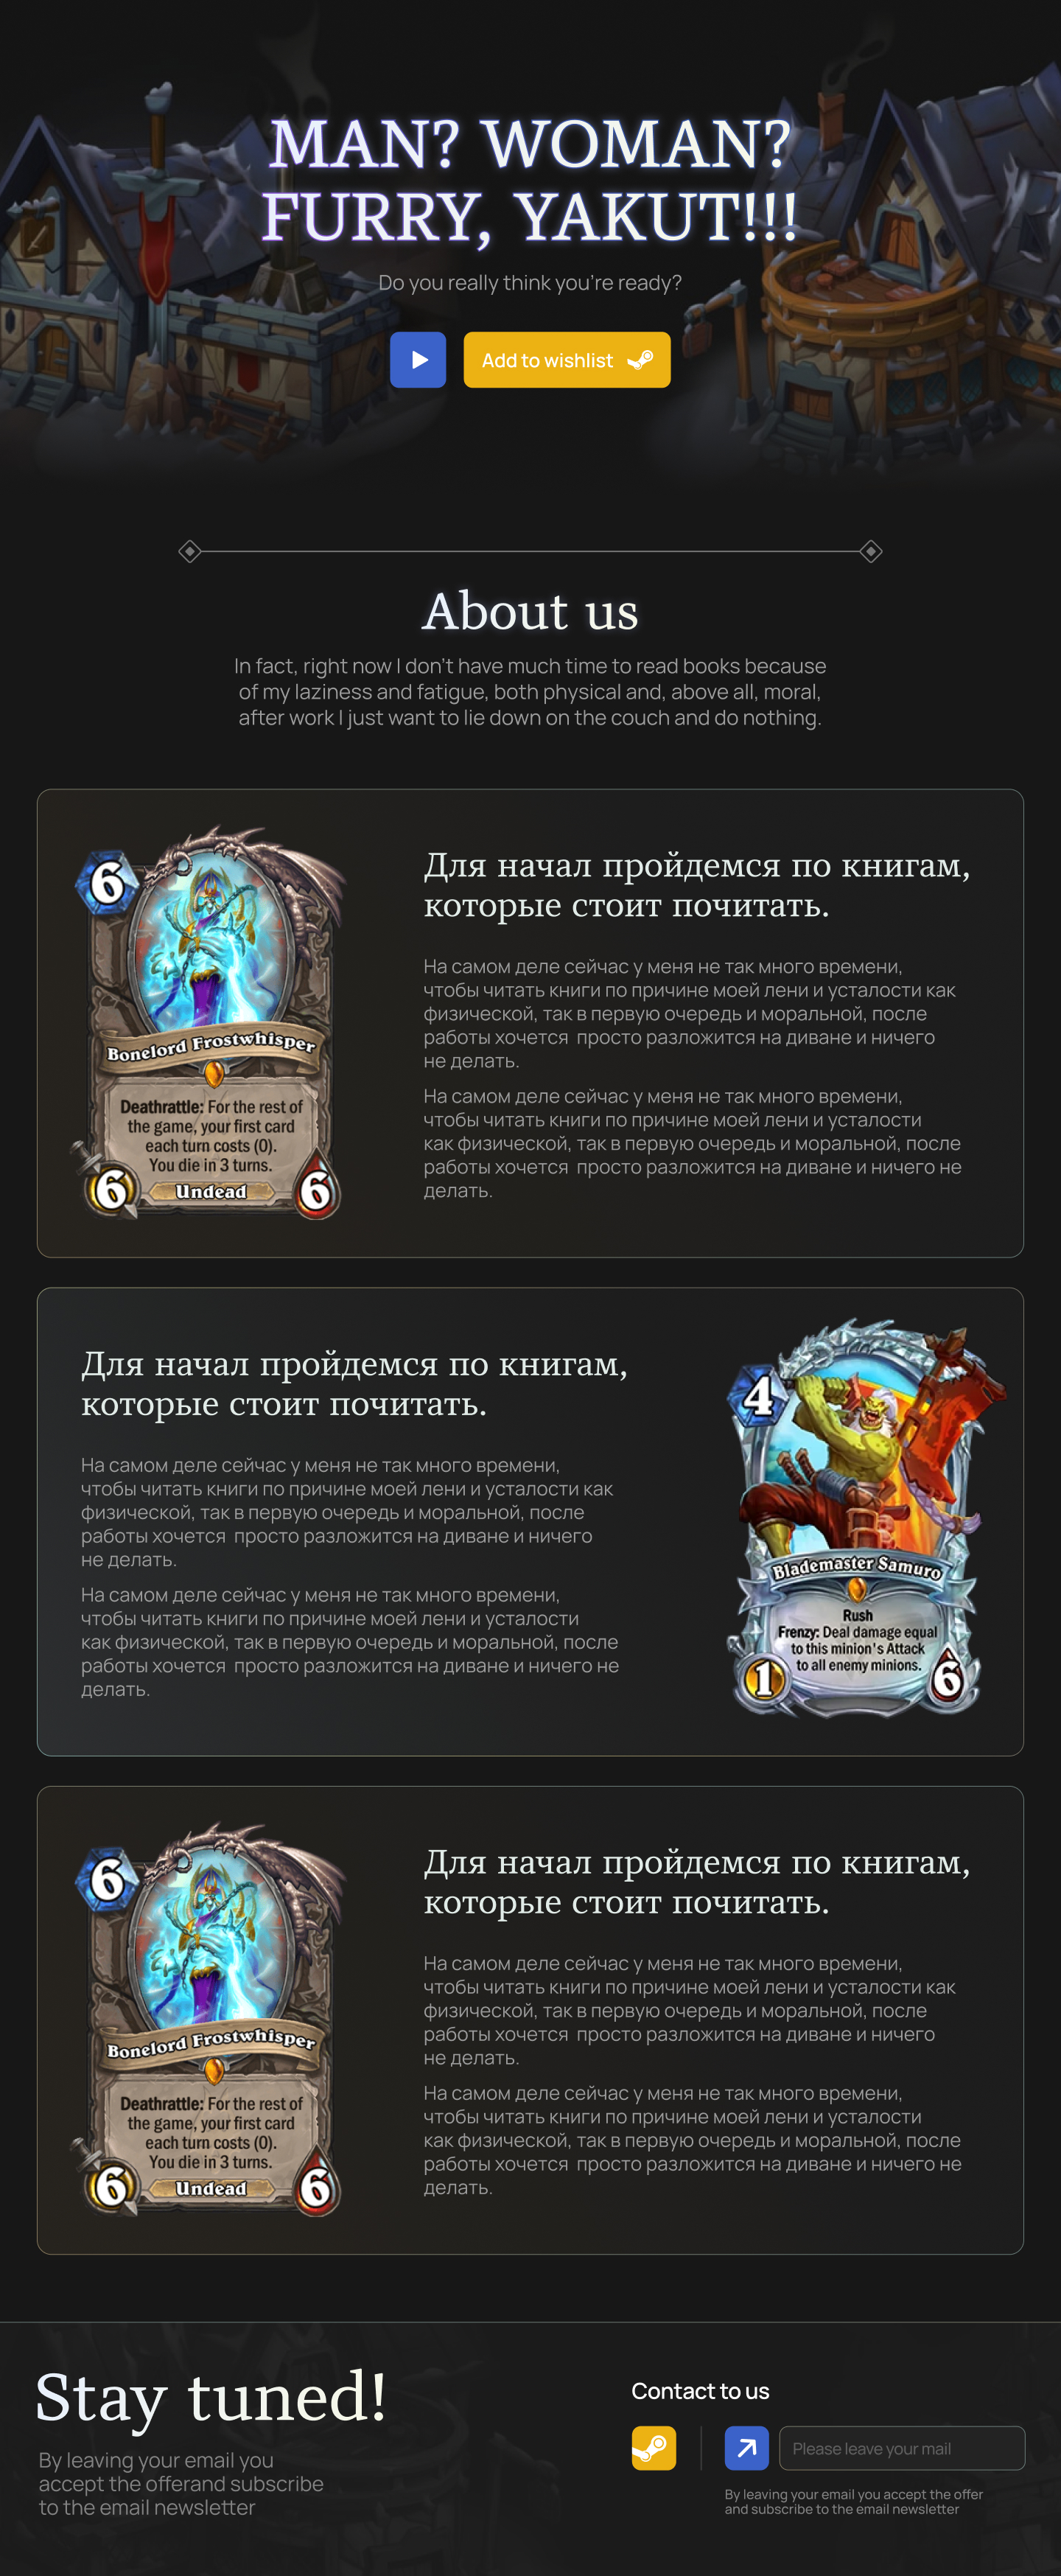 MAN? WOMAN?
FURRY, YAKUT!!!
Do you really think you're ready?
Add to wishlist
About us
In fact, right now I don't have much time to read books because
of my laziness and fatigue, both physical and, above all, moral,
after work I just want to lie down on the couch and do nothing.
6
Bonelord Frostwhisper
Deathrattle: For the rest of
the game, your first card
each turn costs (0).
You die in 3 turns.
6
Undead
6
Для начал пройдемся по книгам,
которые стоит почитать.
На самом деле сейчас у меня не так много времени,
чтобы читать книги по причине моей лени и усталости как
физической, так в первую очередь и моральной, после
работы хочется просто разложится на диване и ничего
не делать.
На самом деле сейчас у меня не так много времени,
чтобы читать книги по причине моей лени и усталости
как физической, так в первую очередь и моральной, после
работы хочется просто разложится на диване и ничего не
делать.
Для начал пройдемся по книгам,
которые стоит почитать.
На самом деле сейчас у меня не так много времени,
чтобы читать книги по причине моей лени и усталости как
физической, так в первую очередь и моральной, после
работы хочется просто разложится на диване и ничего
не делать.
На самом деле сейчас у меня не так много времени,
чтобы читать книги по причине моей лени и усталости
как физической, так в первую очередь и моральной, после
работы хочется просто разложится на диване и ничего не
делать.
4
Blademaster Samuro
Rush
Frenzy: Deal damage equal
to this minion's Attack
to all enemy minions.
1
6
6
Bonelord Frostwhisper
Deathrattle: For the rest of
the game, your first card
each turn costs (0).
You die in 3 turns.
6
Undead
6
Для начал пройдемся по книгам,
которые стоит почитать.
На самом деле сейчас у меня не так много времени,
чтобы читать книги по причине моей лени и усталости как
физической, так в первую очередь и моральной, после
работы хочется просто разложится на диване и ничего
не делать.
На самом деле сейчас у меня не так много времени,
чтобы читать книги по причине моей лени и усталости
как физической, так в первую очередь и моральной, после
работы хочется просто разложится на диване и ничего не
делать.
Stay tuned!
By leaving your email you
accept the offerand subscribe
to the email newsletter
Contact to us
Please leave your mail
By leaving your email you accept the offer
and subscribe to the email newsletter